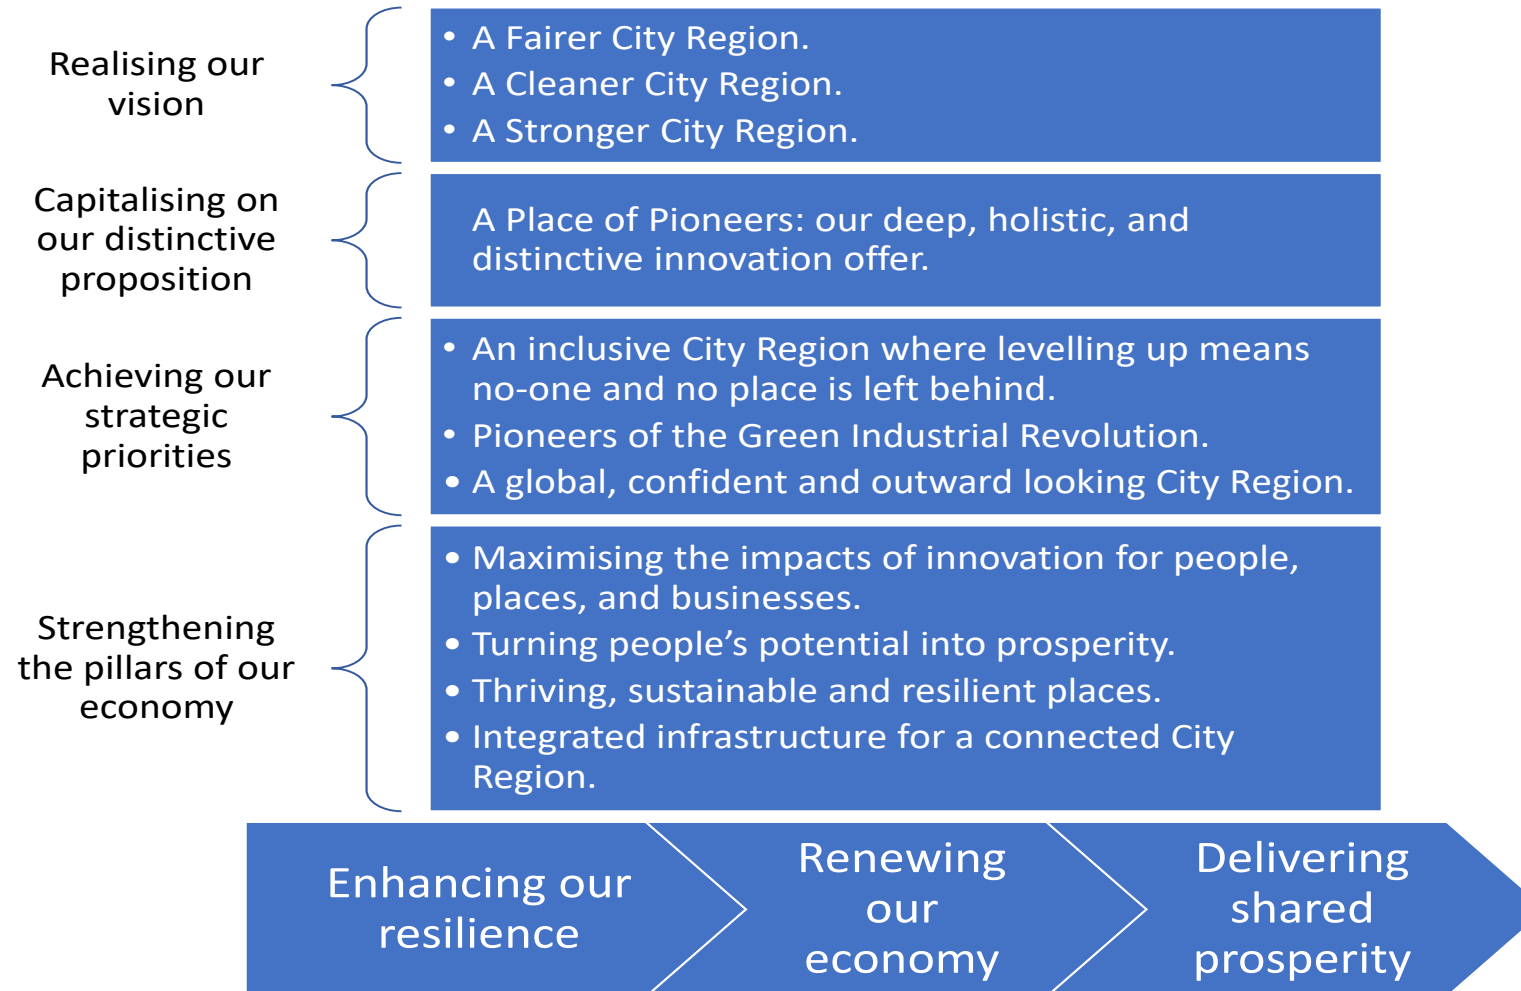 Realising our
vision
• A Fairer City Region.
• A Cleaner City Region.
• A Stronger City Region.
Capitalising on
our distinctive
proposition
A Place of Pioneers: our deep, holistic, and
distinctive innovation offer.
Achieving our
strategic
priorities
• An inclusive City Region where levelling up means
no-one and no place is left behind.
• Pioneers of the Green Industrial Revolution.
• A global, confident and outward looking City Region.
Strengthening
the pillars of our
economy
• Maximising the impacts of innovation for people,
places, and businesses.
• Turning people’s potential into prosperity.
• Thriving, sustainable and resilient places.
• Integrated infrastructure for a connected City
Region.
Enhancing our
resilience
Renewing
our
economy
Delivering
shared
prosperity